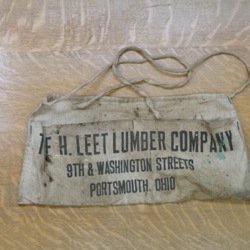 H. LEET LUMBER COMPANY
9TH & WASHINGTON STREETS
PORTSMOUTH, OHIO